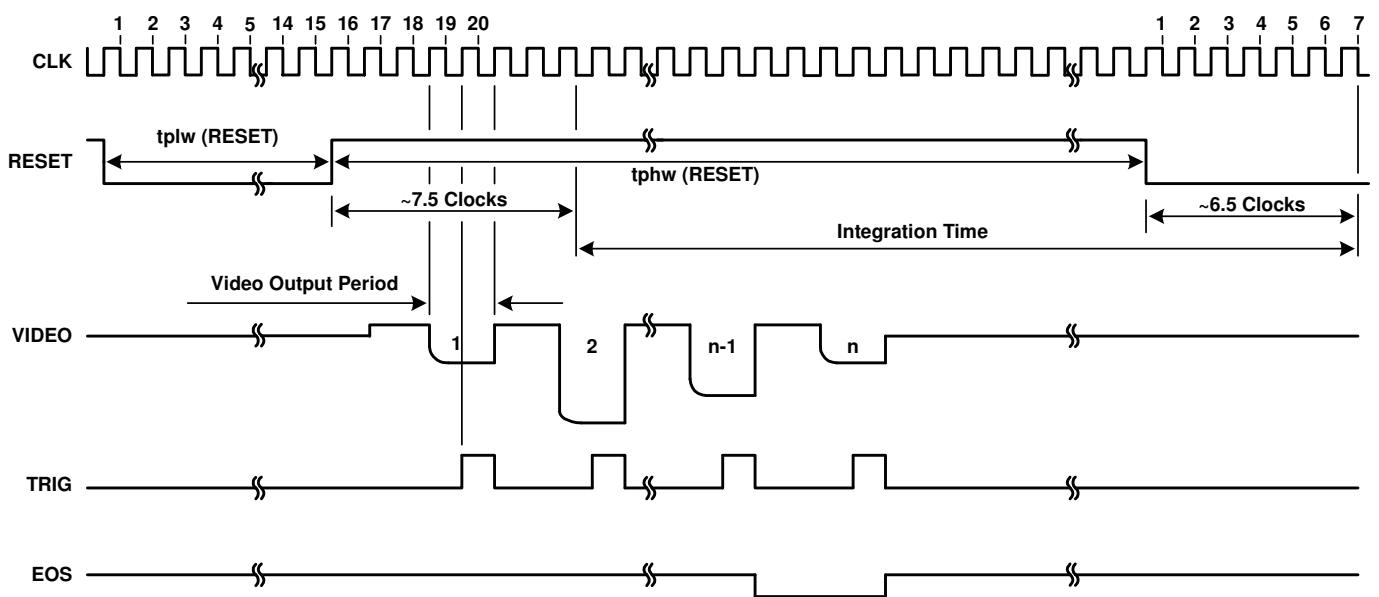 1 2 3 4 5 14 15 16 17 18 19 20 1 2 3 4 5 6 7
CLK
tplw (RESET)
RESET
tphw (RESET)
~7.5 Clocks
~6.5 Clocks
Integration Time
Video Output Period
VIDEO
1 2 n-1 n
TRIG
EOS